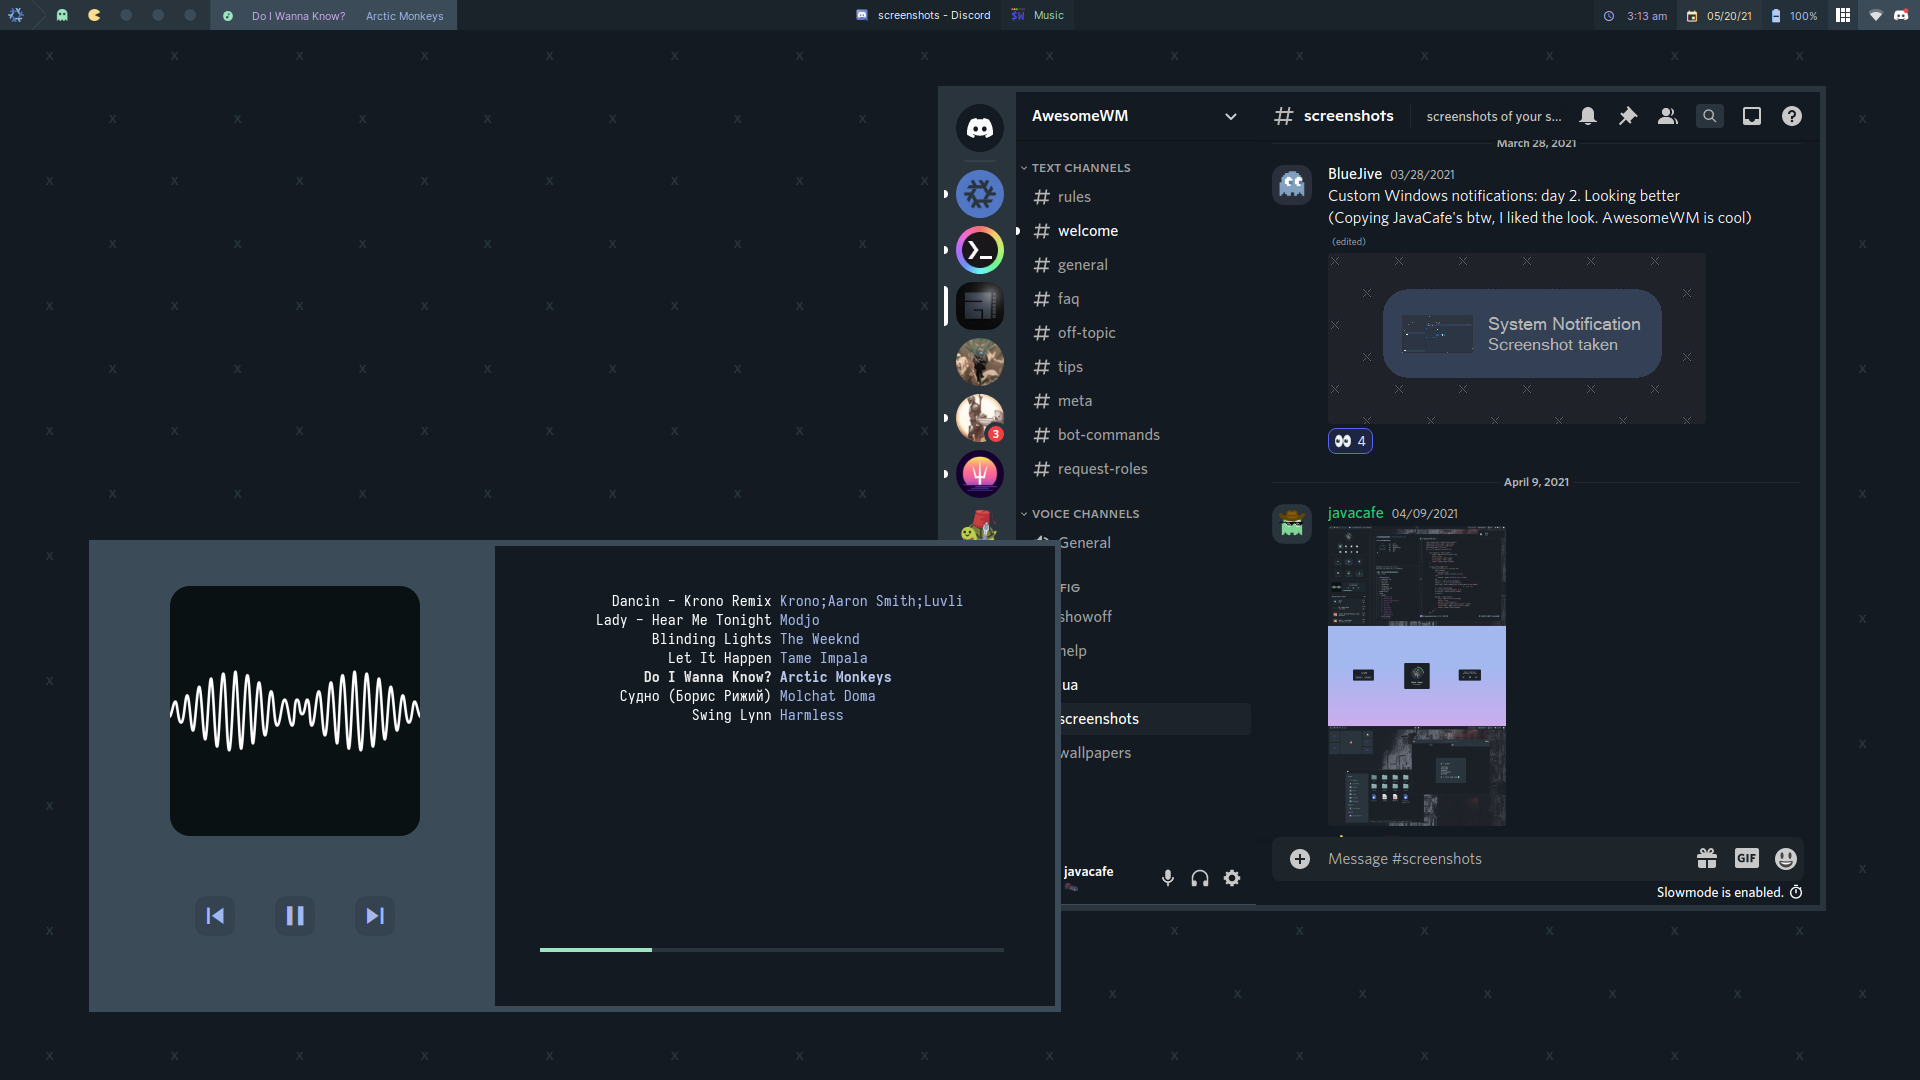 Do I Wanna Know? Arctic Monkeys
screenshots - Discord
Music
3:13 am
05/20/21
100%
AwesomeWM
TEXT CHANNELS
rules
welcome
general
faq
off-topic
tips
meta
bot-commands
request-roles
VOICE CHANNELS
General
FIG
showoff
help
ua
screenshots
wallpapers
javacafe
3
# screenshots
screenshots of your s...
March 28, 2021
BlueJive 03/28/2021
Custom Windows notifications: day 2. Looking better
(Copying JavaCafe's btw, I liked the look. AwesomeWM is cool)
(edited)
System Notification
Screenshot taken
4
April 9, 2021
javacafe 04/09/2021
Message #screenshots
GIF
Slowmode is enabled.
Dancin - Krono Remix Krono;Aaron Smith;Luvli
Lady - Hear Me Tonight Modjo
Blinding Lights The Weeknd
Let It Happen Tame Impala
Do I Wanna Know? Arctic Monkeys
Судно (Борис Рижий) Molchat Doma
Swing Lynn Harmless